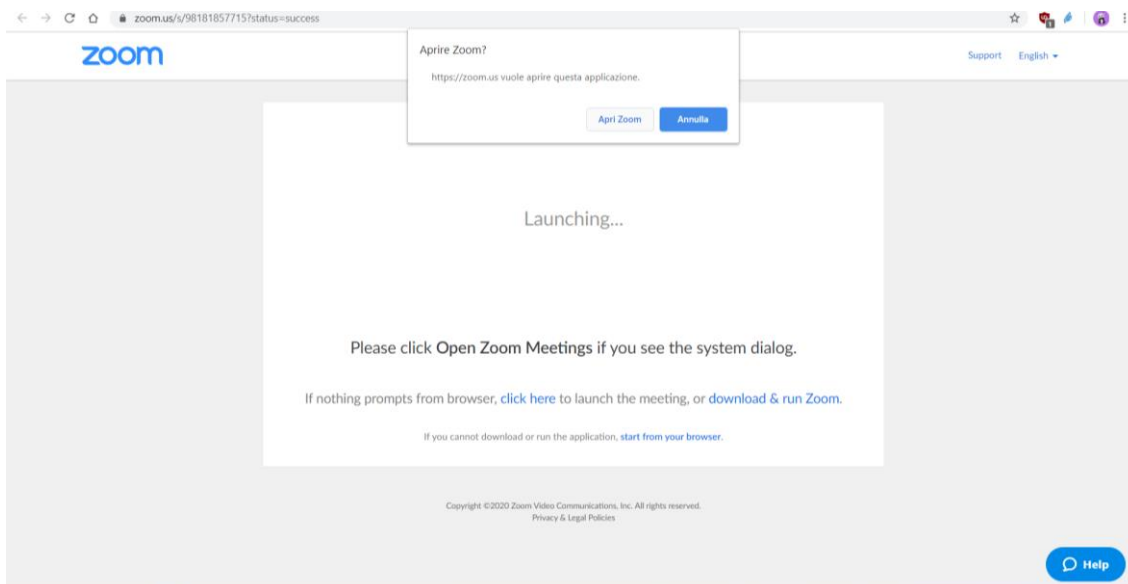 zoom.us/s/98181857715?status=success
zoom
Aprire Zoom?
https://zoom.us vuole aprire questa applicazione.
Apri Zoom Annulla
Support English
Launching...
Please click Open Zoom Meetings if you see the system dialog.
If nothing prompts from browser, click here to launch the meeting, or download & run Zoom.
If you cannot download or run the application, start from your browser.
Copyright ©2020 Zoom Video Communications, Inc. All rights reserved.
Privacy & Legal Policies
Help